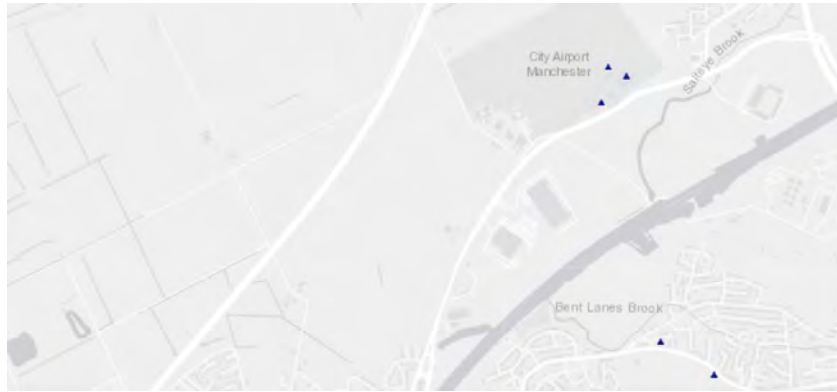 City Airport
Manchester
Salteye Brook
Bent Lanes Brook